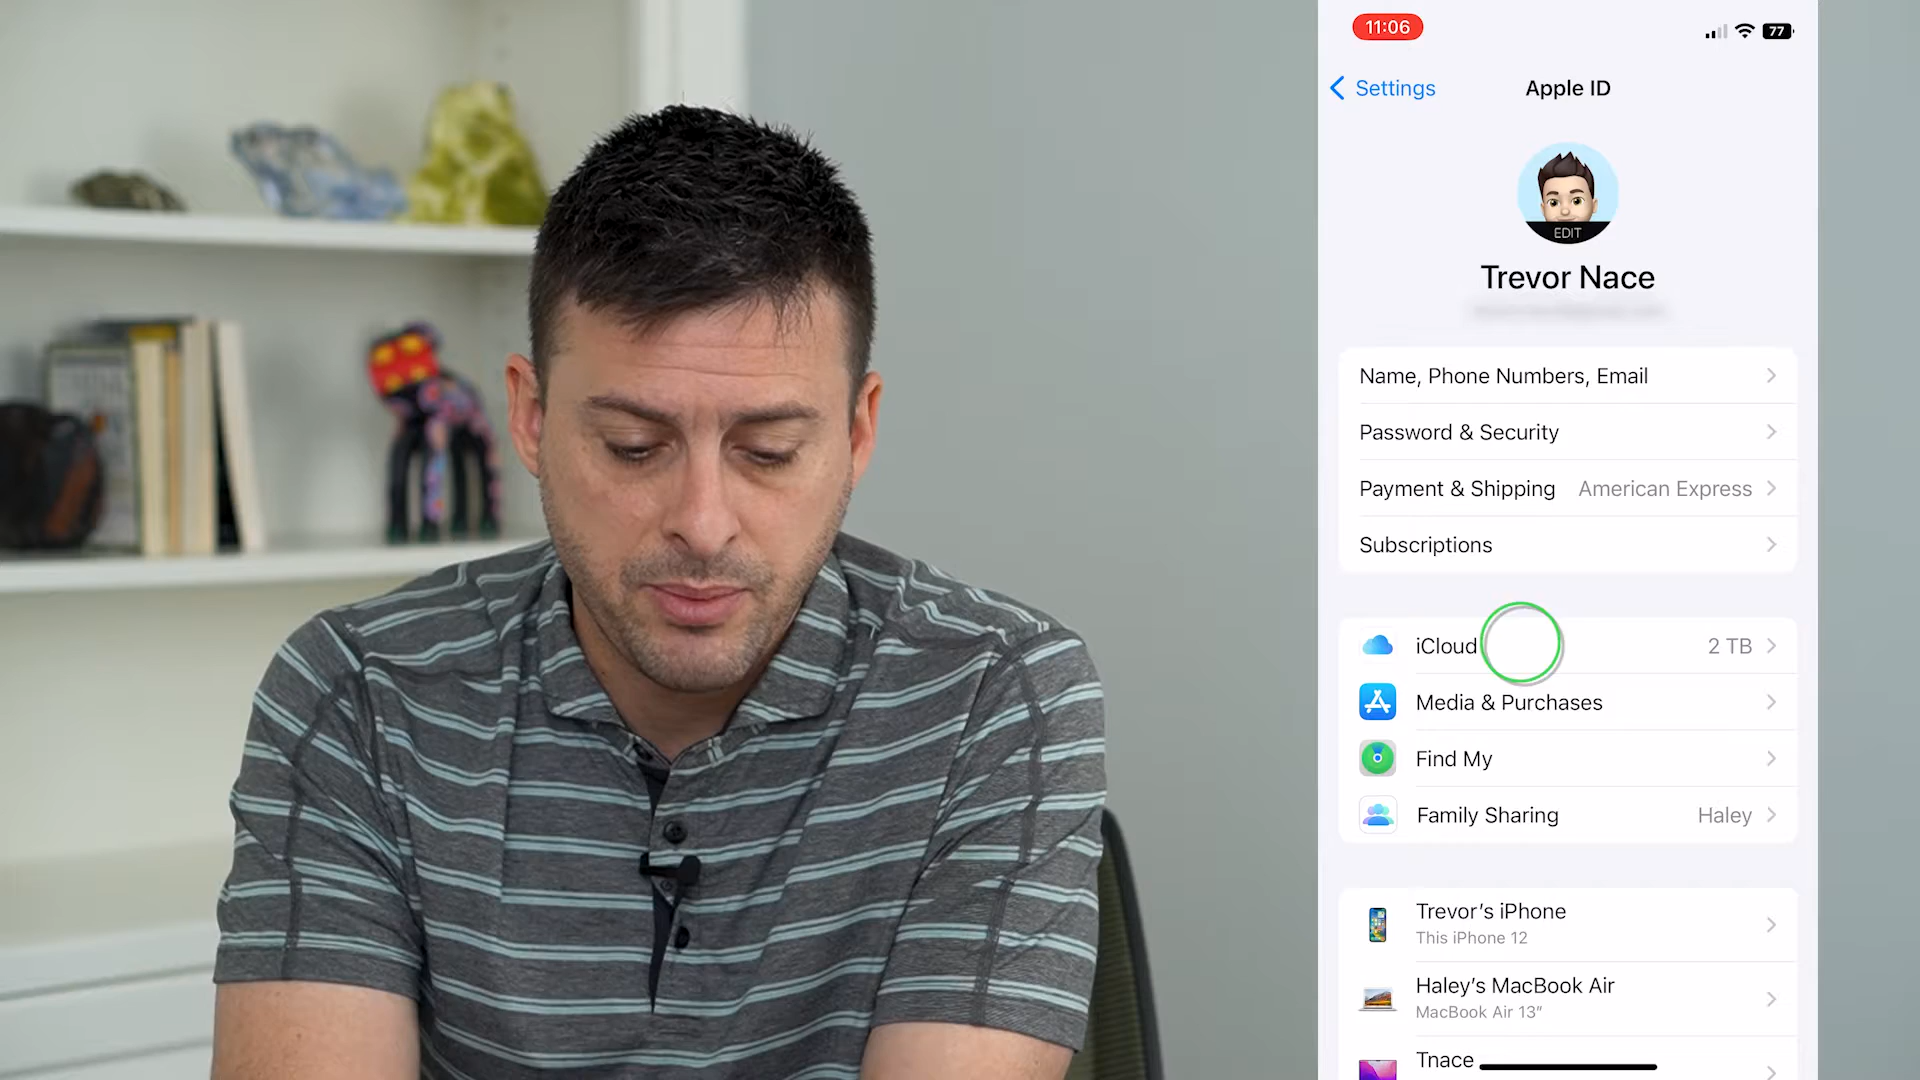 11:06
77
Settings
Apple ID
EDIT
Trevor Nace
Name, Phone Numbers, Email
Password & Security
Payment & Shipping American Express
Subscriptions
iCloud 2 TB
Media & Purchases
Find My
Family Sharing Haley
Trevor's iPhone
This iPhone 12
Haley's MacBook Air
MacBook Air 13"
Tnace